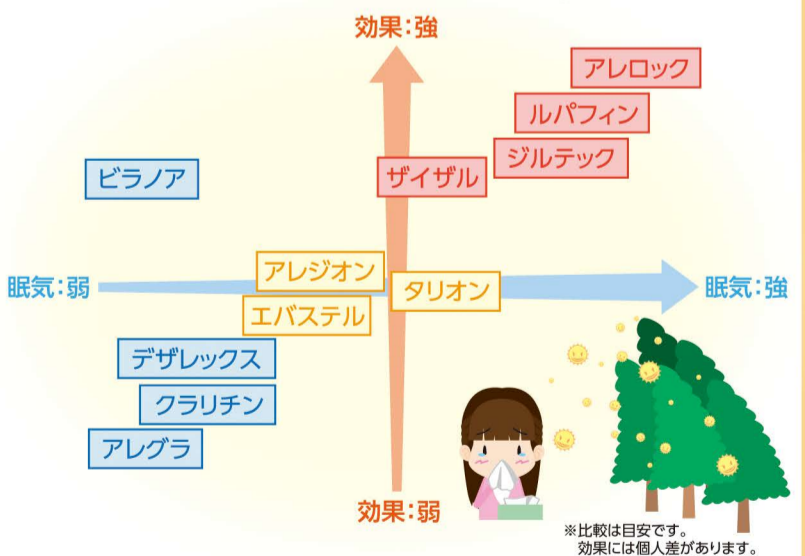 効果:強
アレロック
ルパフィン
ジルテック
ザイザル
ビラノア
アレジオン
タリオン
眠気:弱
眠気:強
エバステル
デザレックス
クラリチン
アレグラ
効果:弱
※比較は目安です。
効果には個人差があります。